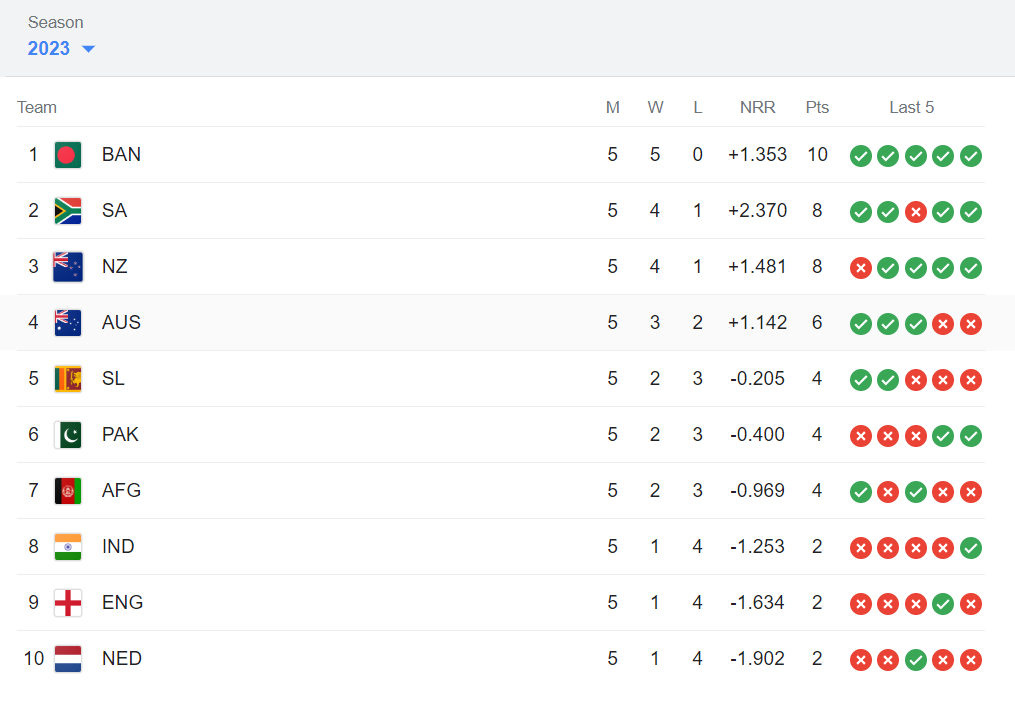 Season
2023
Team M W L NRR Pts Last 5
1 BAN 5 5 0 +1.353 10
2 SA 5 4 1 +2.370 8
3 NZ 5 4 1 +1.481 8
4 AUS 5 3 2 +1.142 6
5 SL 5 2 3 -0.205 4
6 PAK 5 2 3 -0.400 4
7 AFG 5 2 3 -0.969 4
8 IND 5 1 4 -1.253 2
9 ENG 5 1 4 -1.634 2
10 NED 5 1 4 -1.902 2